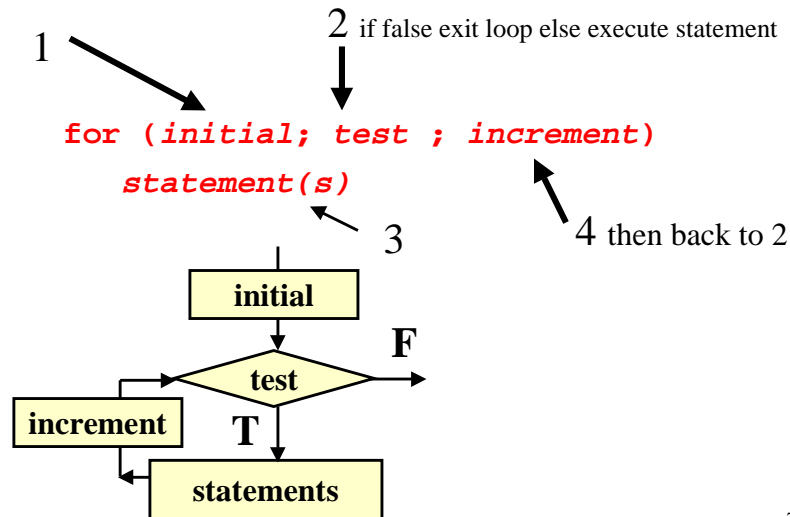 2 if false exit loop else execute statement
1
for (initial; test ; increment)
statement(s)
3
4 then back to 2
initial
F
test
increment
T
statements